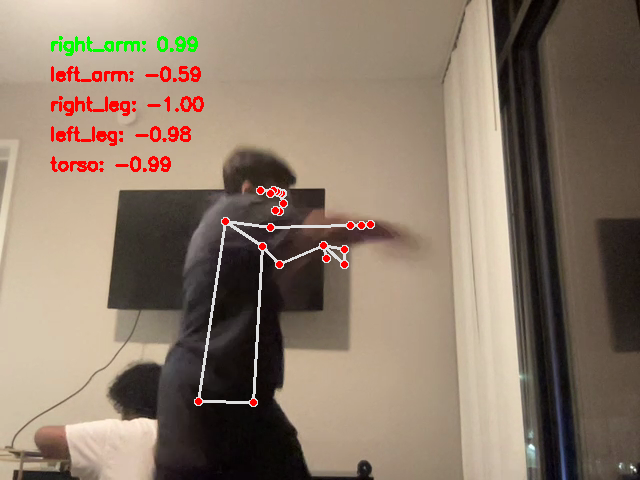 right_arm: 0.99
left_arm: -0.59
right_leg: -1.00
left_leg: -0.98
torso: -0.99